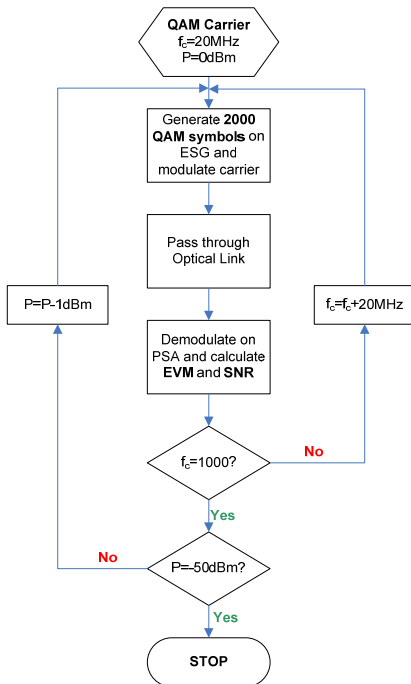 QAM Carrier
fc=20MHz
P=0dBm
Generate 2000
QAM symbols on
ESG and
modulate carrier
Pass through
Optical Link
P=P-1dBm
fc=fc+20MHz
Demodulate on
PSA and calculate
EVM and SNR
No
fc=1000?
Yes
No
P=-50dBm?
Yes
STOP